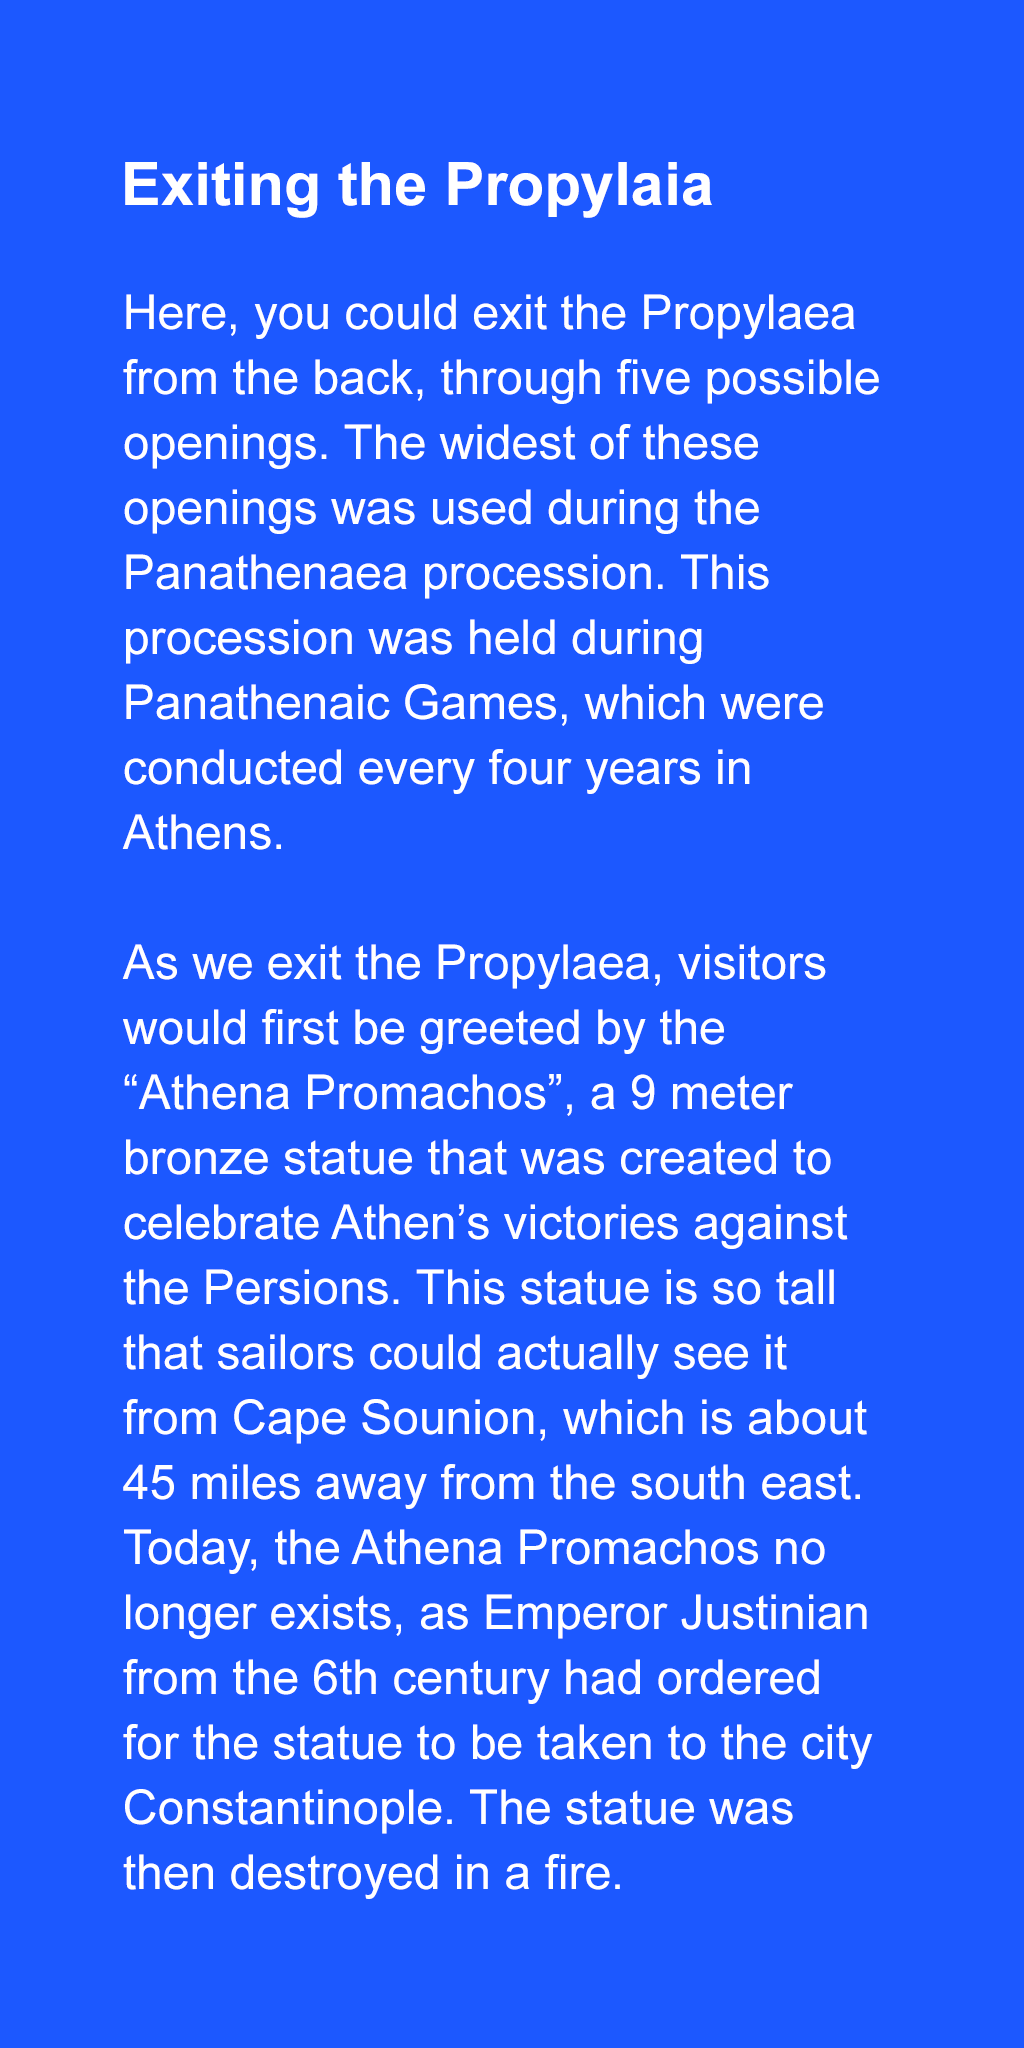 Exiting the Propylaia
Here, you could exit the Propylaea
from the back, through five possible
openings. The widest of these
openings was used during the
Panathenaea procession. This
procession was held during
Panathenaic Games, which were
conducted every four years in
Athens.
As we exit the Propylaea, visitors
would first be greeted by the
“Athena Promachos”, a 9 meter
bronze statue that was created to
celebrate Athen’s victories against
the Persions. This statue is so tall
that sailors could actually see it
from Cape Sounion, which is about
45 miles away from the south east.
Today, the Athena Promachos no
longer exists, as Emperor Justinian
from the 6th century had ordered
for the statue to be taken to the city
Constantinople. The statue was
then destroyed in a fire.